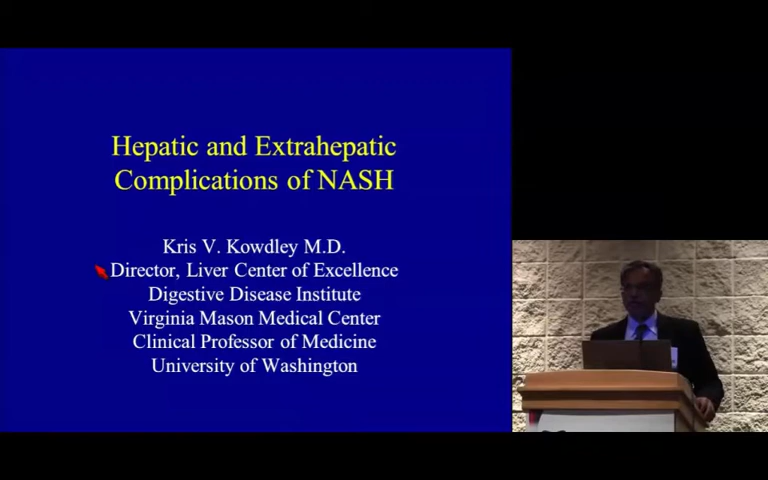 Hepatic and Extrahepatic
Complications of NASH
Kris V. Kowdley M.D.
Director, Liver Center of Excellence
Digestive Disease Institute
Virginia Mason Medical Center
Clinical Professor of Medicine
University of Washington